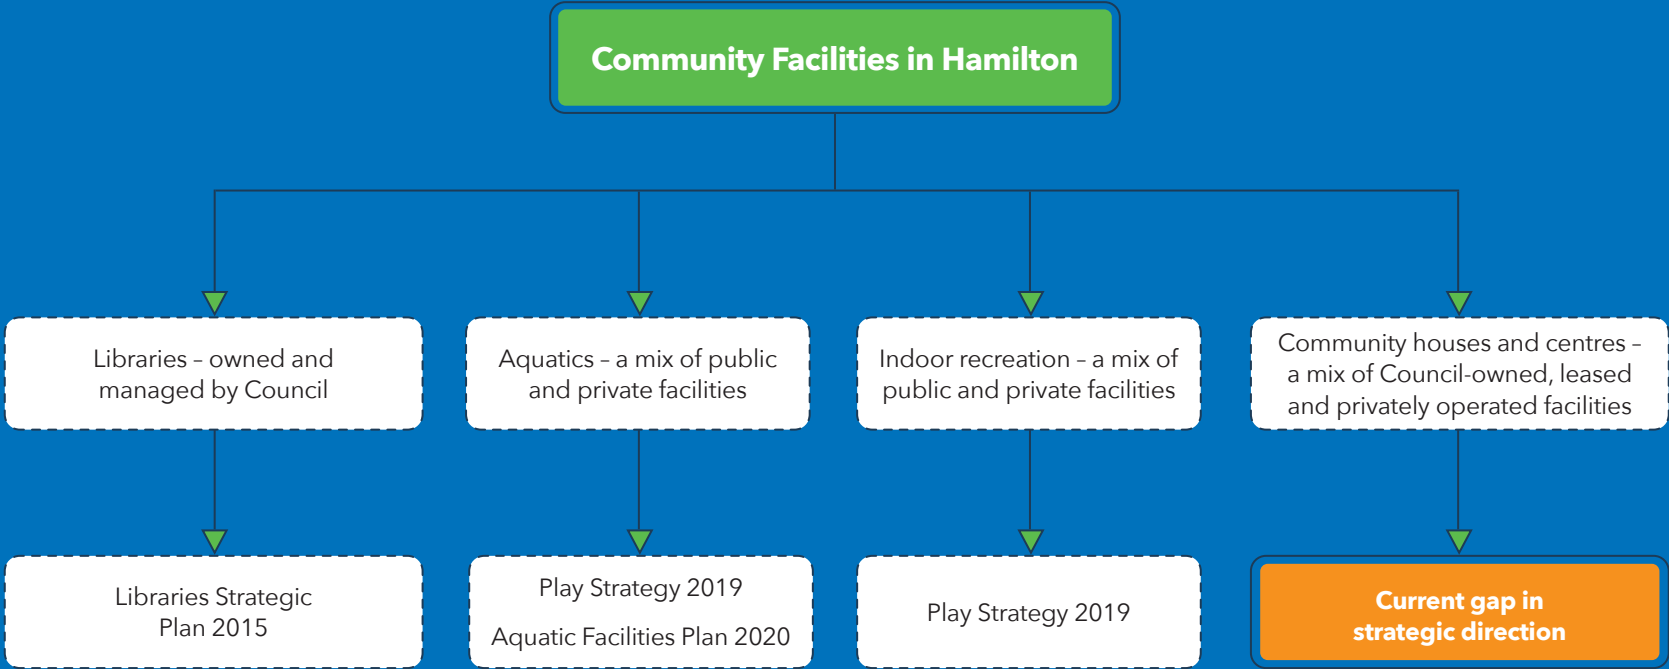 Community Facilities in Hamilton
Libraries – owned and
managed by Council
Aquatics – a mix of public
and private facilities
Indoor recreation – a mix of
public and private facilities
Community houses and centres –
a mix of Council-owned, leased
and privately operated facilities
Libraries Strategic
Plan 2015
Play Strategy 2019
Aquatic Facilities Plan 2020
Play Strategy 2019
Current gap in
strategic direction